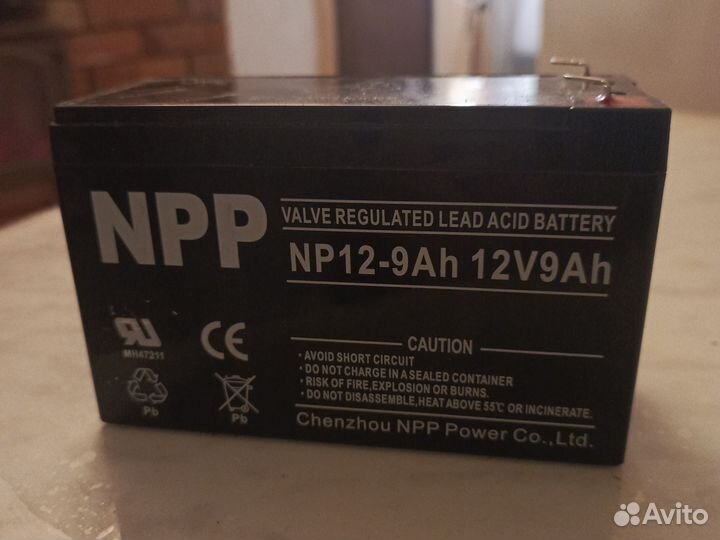 NPP
VALVE REGULATED LEAD ACID BATTERY
NP12-9Ah 12V9Ah
CAUTION
• AVOID SHORT CIRCUIT
• DO NOT CHARGE IN A SEALED CONTAINER
• RISK OF FIRE,EXPLOSION OR BURNS.
• DO NOT DISASSEMBLE,HEAT ABOVE 55℃ OR INCINERATE.
Chenzhou NPP Power Co.,Ltd.
RU
MH47211
CE
Pb
Pb
Avito